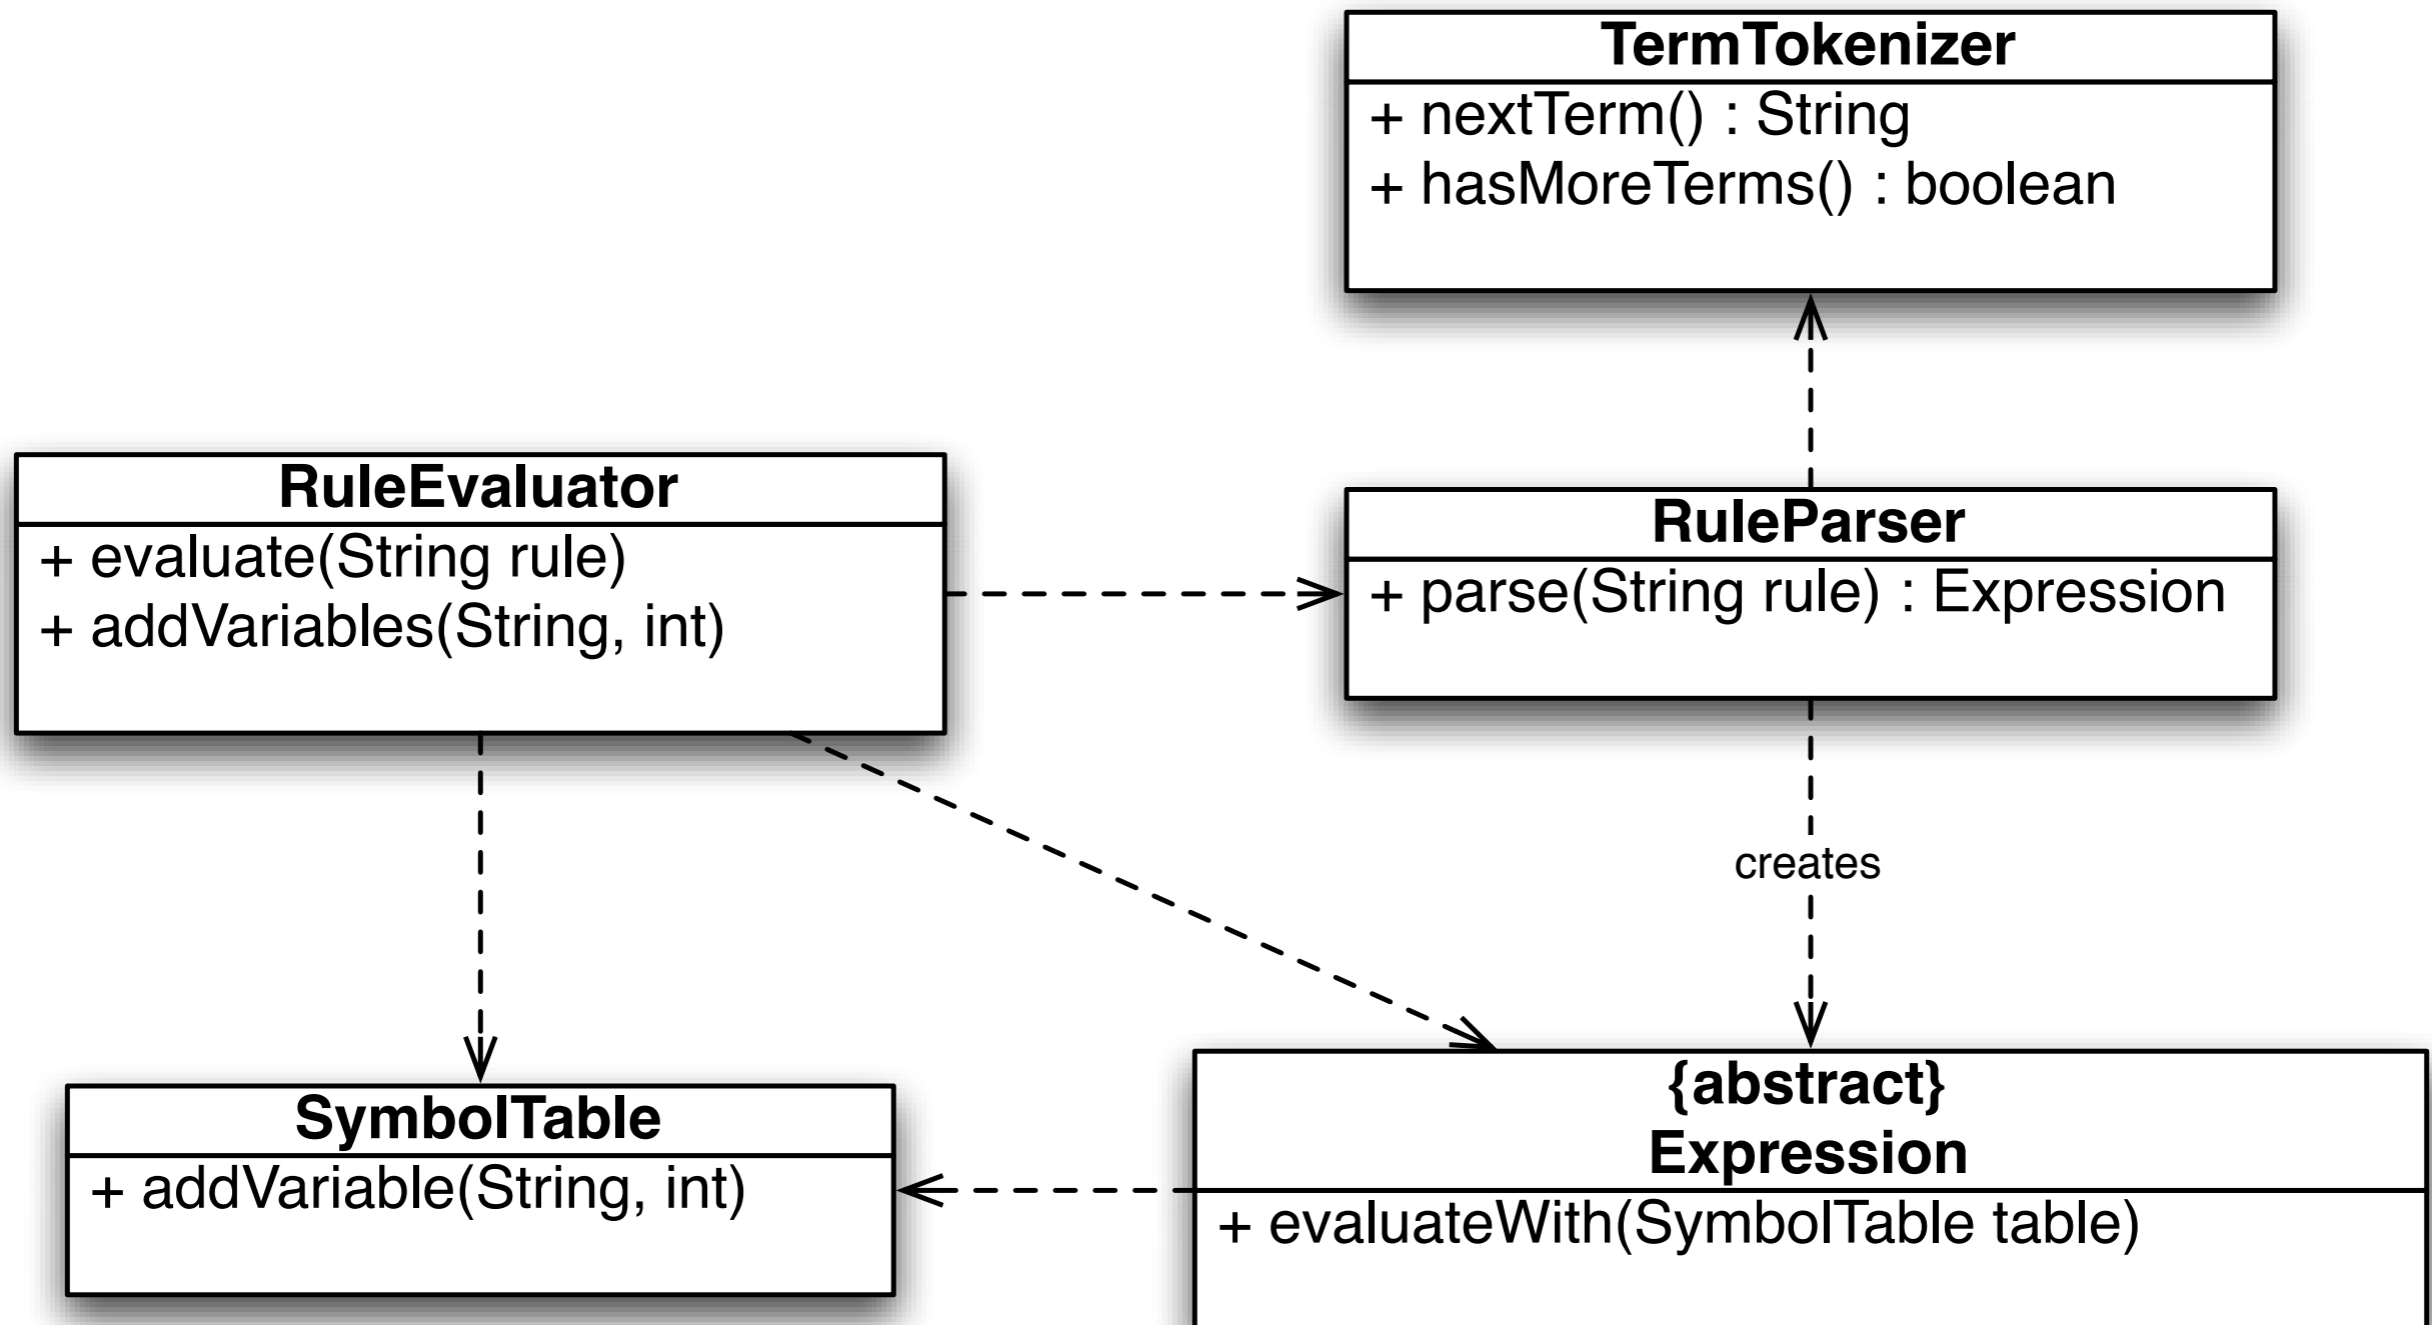 TermTokenizer
+ nextTerm() : String
+ hasMoreTerms() : boolean
RuleEvaluator
+ evaluate(String rule)
+ addVariables(String, int)
RuleParser
+ parse(String rule) : Expression
creates
SymbolTable
+ addVariable(String, int)
{abstract}
Expression
+ evaluateWith(SymbolTable table)